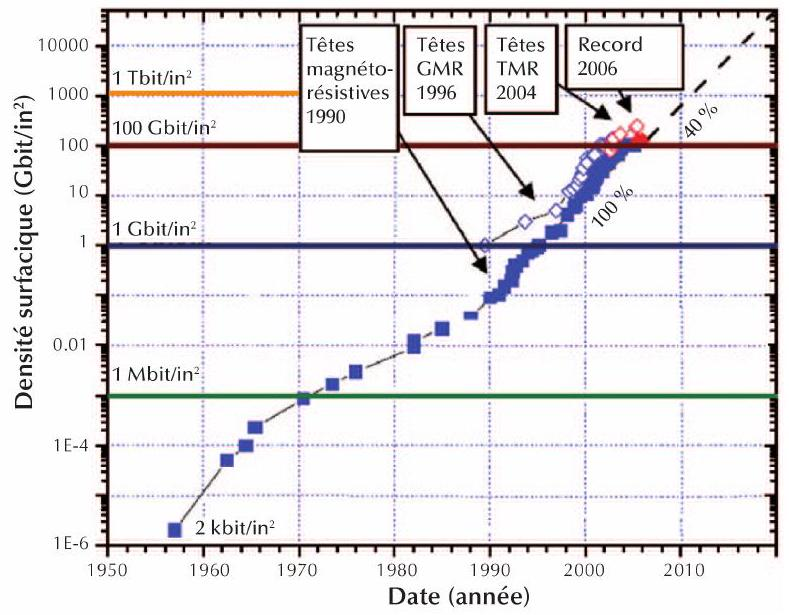 10000
1000
100
10
1
0.01
1E-4
1E-6
Densité surfacique (Gbit/in²)
1 Tbit/in²
100 Gbit/in²
1 Gbit/in²
1 Mbit/in²
2 kbit/in²
Têtes
magnéto-
résistives
1990
Têtes
GMR
1996
Têtes
TMR
2004
Record
2006
40 %
100 %
1950
1960
1970
1980
1990
2000
2010
Date (année)